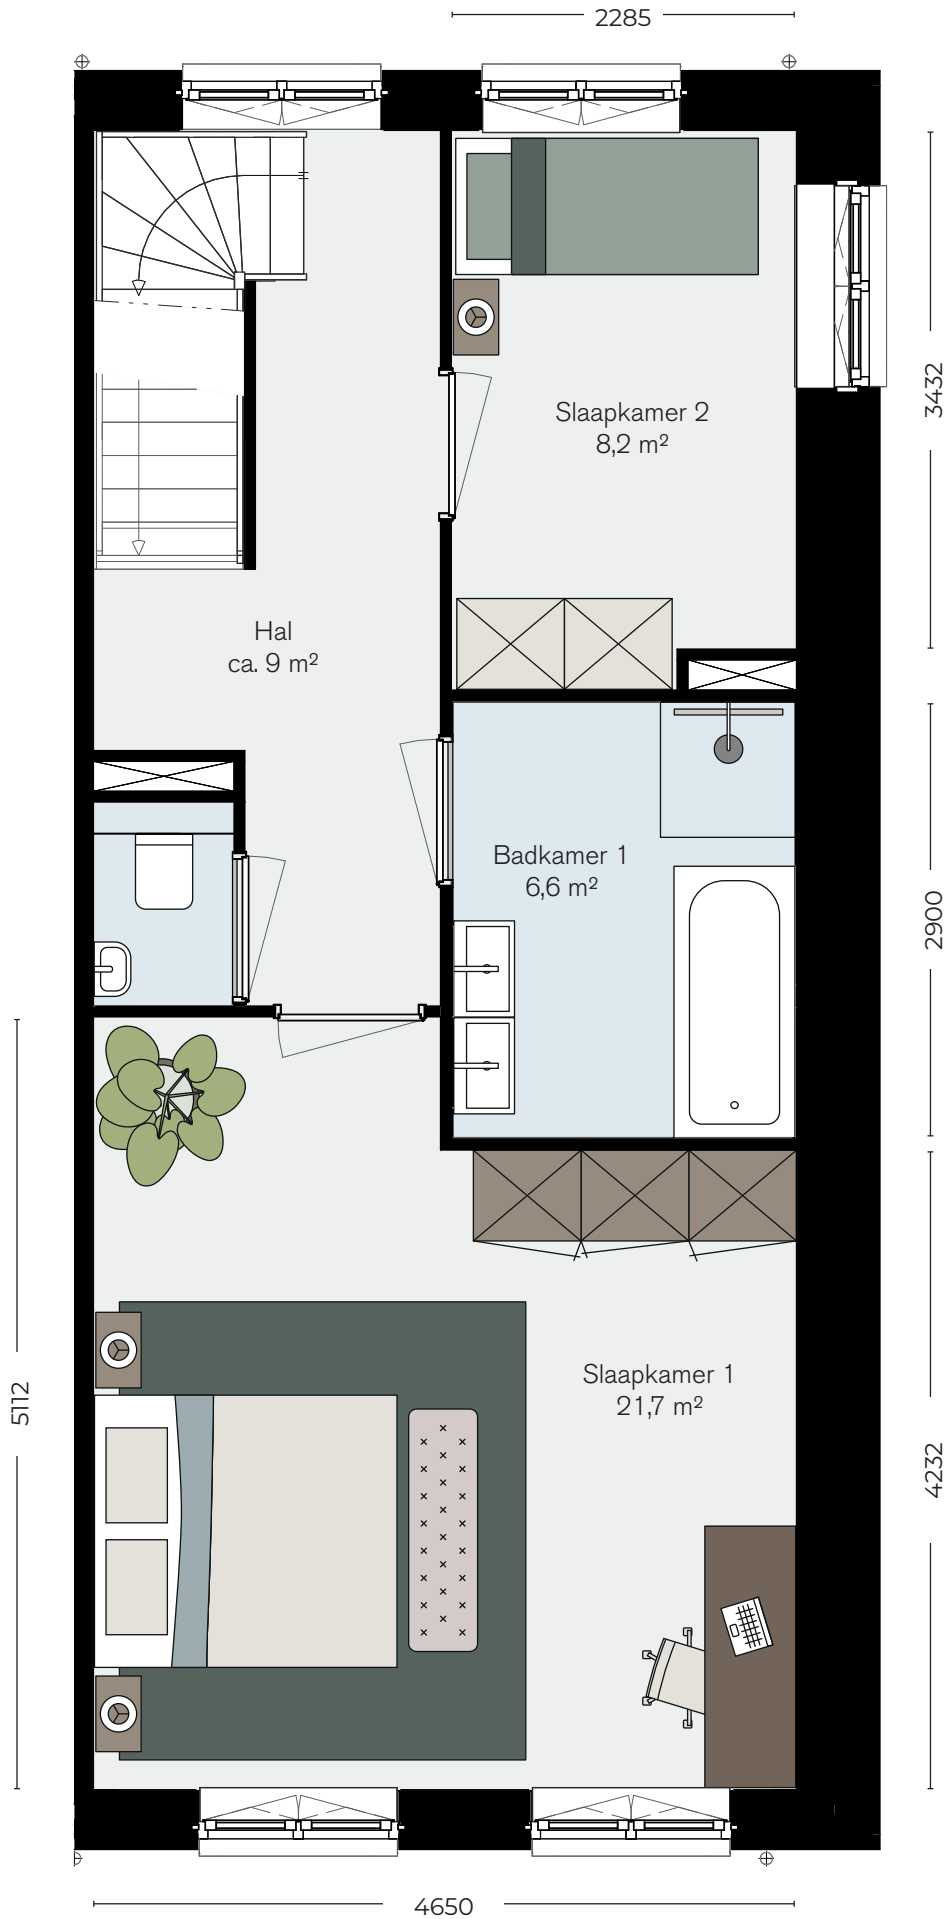 2285
3432
Slaapkamer 2
8,2 m²
Hal
ca. 9 m²
Badkamer 1
6,6 m²
2900
Slaapkamer 1
21,7 m²
5112
4232
4650